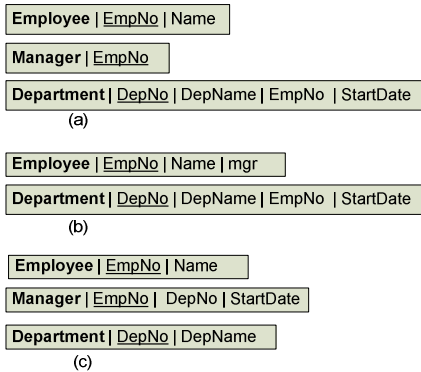 Employee | EmpNo | Name
Manager | EmpNo
Department | DepNo | DepName | EmpNo | StartDate
(a)
Employee | EmpNo | Name | mgr
Department | DepNo | DepName | EmpNo | StartDate
(b)
Employee | EmpNo | Name
Manager | EmpNo | DepNo | StartDate
Department | DepNo | DepName
(c)